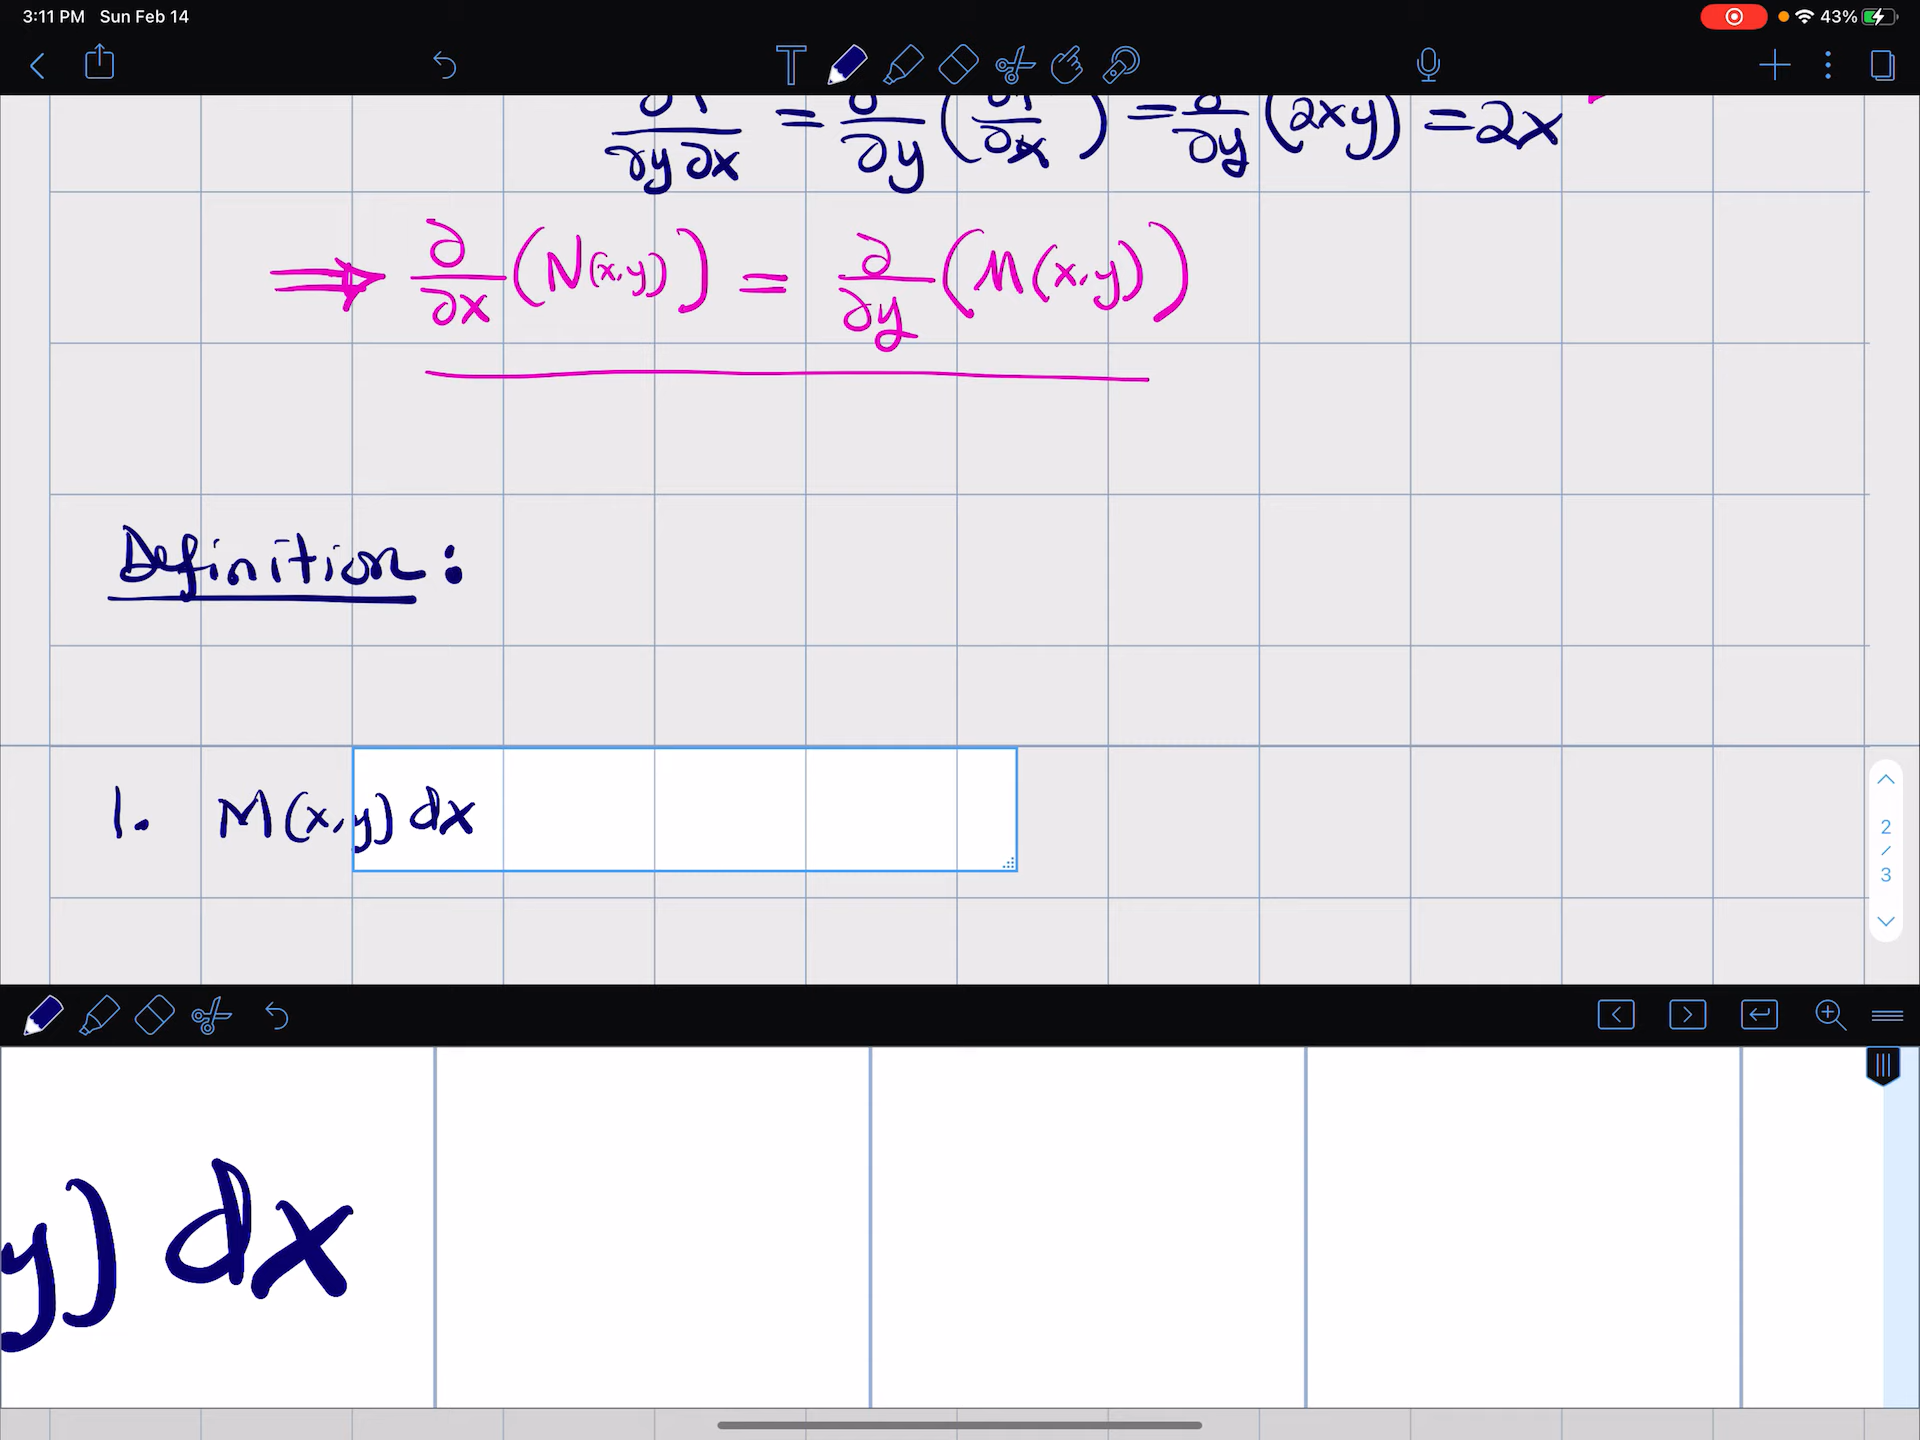 3:11 PM Sun Feb 14
43%
= ∂/∂y ( /∂x) = /∂y (2xy) = 2x
∂y∂x
⟹ ∂/∂x (N(x,y)) = ∂/∂y (M(x,y))
Definition:
1. M(x,y) dx
2
/
3
y) dx